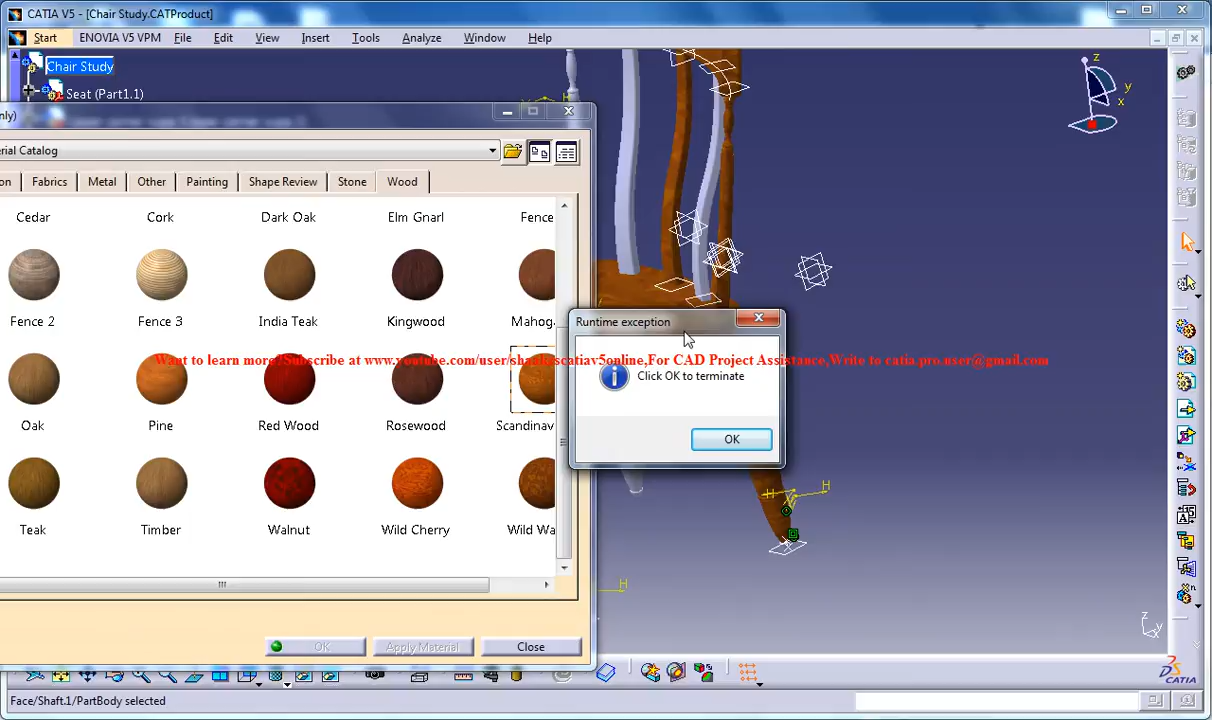 CATIA V5 - [Chair Study.CATProduct]
Start ENOVIA V5 VPM File Edit View Insert Tools Analyze Window Help
Chair Study
Seat (Part1.1)
nly)
erial Catalog
on Fabrics Metal Other Painting Shape Review Stone Wood
Cedar Cork Dark Oak Elm Gnarl Fence
Fence 2 Fence 3 India Teak Kingwood Mahog
Runtime exception
Want to learn more?Subscribe at www.youtube.com/user/shaehsscatiav5online,For CAD Project Assistance,Write to catia.pro.user@gmail.com
Click OK to terminate
Oak Pine Red Wood Rosewood Scandinav
OK
Teak Timber Walnut Wild Cherry Wild Wa
OK Apply Material Close
Face/Shaft.1/PartBody selected
z
y
x
H
H
H
H
z
y
CATIA